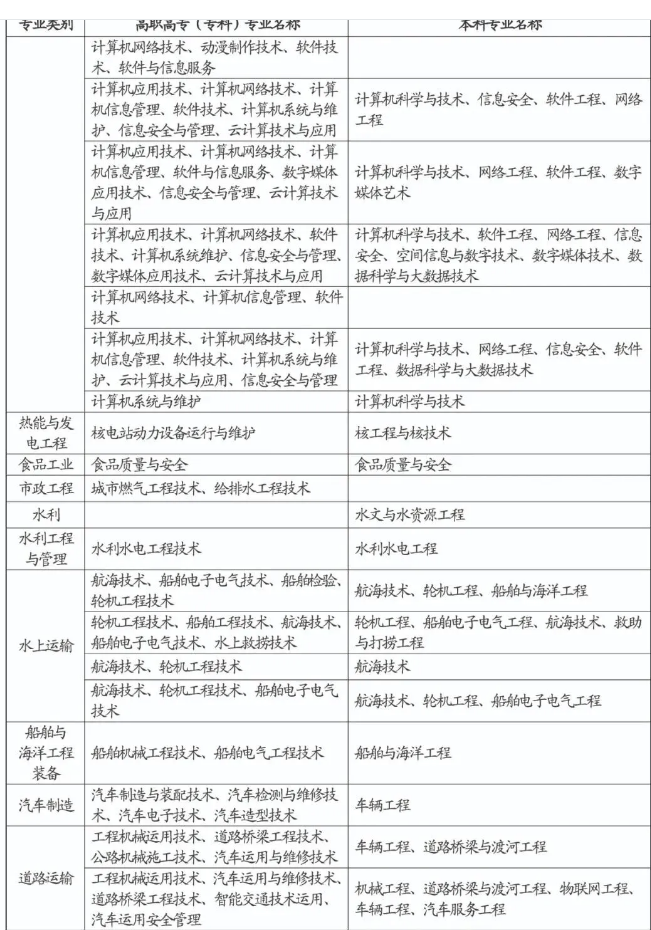 专业类别 高职高专（专科）专业名称 本科专业名称
计算机网络技术、动漫制作技术、软件技
术、软件与信息服务
计算机应用技术、计算机网络技术、计算
机信息管理、软件技术、计算机系统与维
护、信息安全与管理、云计算技术与应用
计算机科学与技术、信息安全、软件工程、网络
工程
计算机应用技术、计算机网络技术、计算
机信息管理、软件与信息服务、数字媒体
应用技术、信息安全与管理、云计算技术
与应用
计算机科学与技术、网络工程、软件工程、数字
媒体艺术
计算机应用技术、计算机网络技术、软件
技术、计算机系统维护、信息安全与管理、
数字媒体应用技术、云计算技术与应用
计算机科学与技术、软件工程、网络工程、信息
安全、空间信息与数字技术、数字媒体技术、数
据科学与大数据技术
计算机网络技术、计算机信息管理、软件
技术
计算机应用技术、计算机网络技术、计算
机信息管理、软件技术、计算机系统与维
护、云计算技术与应用、信息安全与管理
计算机科学与技术、网络工程、信息安全、软件
工程、数据科学与大数据技术
计算机系统与维护 计算机科学与技术
热能与发
电工程
核电站动力设备运行与维护 核工程与核技术
食品工业 食品质量与安全 食品质量与安全
市政工程 城市燃气工程技术、给排水工程技术
水利 水文与水资源工程
水利工程
与管理
水利水电工程技术 水利水电工程
水上运输
航海技术、船舶电子电气技术、船舶检验、
轮机工程技术
航海技术、轮机工程、船舶与海洋工程
轮机工程技术、船舶工程技术、航海技术、
船舶电子电气技术、水上救捞技术
轮机工程、船舶电子电气工程、航海技术、救助
与打捞工程
航海技术、轮机工程技术 航海技术
航海技术、轮机工程技术、船舶电子电气
技术
航海技术、轮机工程、船舶电子电气工程
船舶与
海洋工程
装备
船舶机械工程技术、船舶电气工程技术 船舶与海洋工程
汽车制造
汽车制造与装配技术、汽车检测与维修技
术、汽车电子技术、汽车造型技术
车辆工程
道路运输
工程机械运用技术、道路桥梁工程技术、
公路机械施工技术、汽车运用与维修技术
车辆工程、道路桥梁与渡河工程
工程机械运用技术、汽车运用与维修技术、
道路桥梁工程技术、智能交通技术运用、
汽车运用安全管理
机械工程、道路桥梁与渡河工程、物联网工程、
车辆工程、汽车服务工程